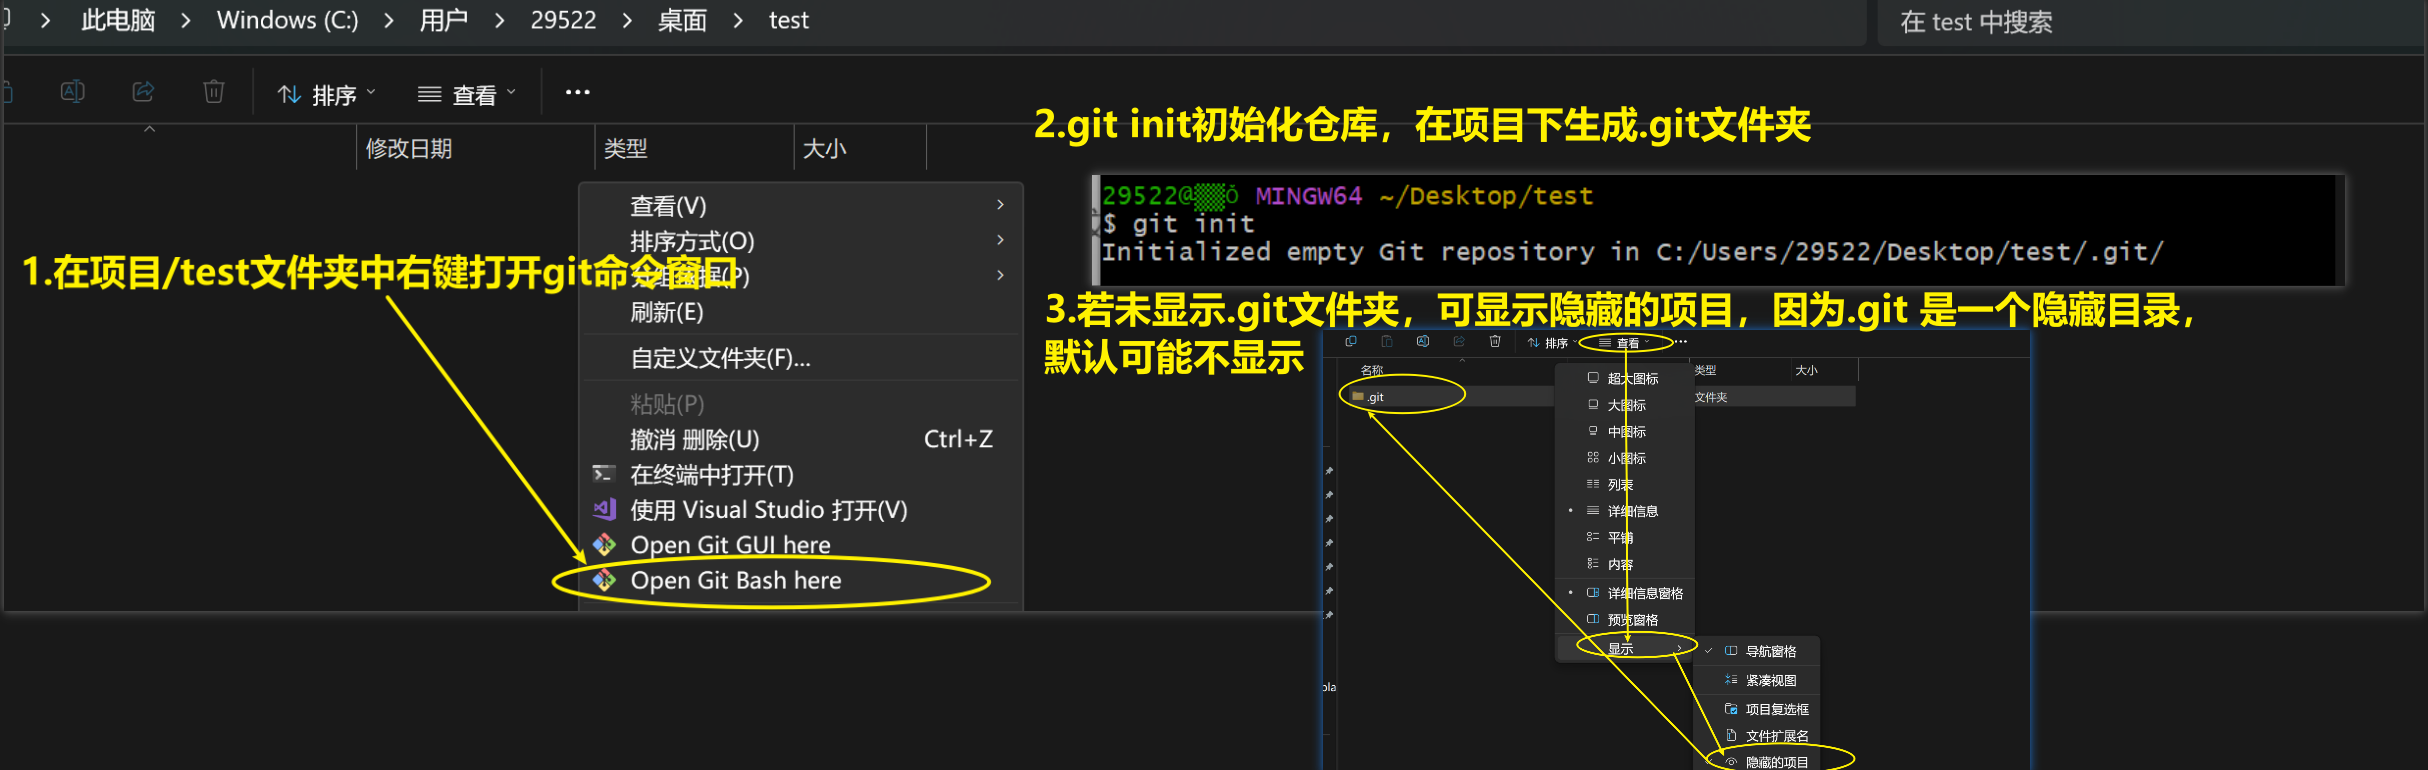 此电脑 > Windows (C:) > 用户 > 29522 > 桌面 > test
在 test 中搜索
排序
查看
...
修改日期
类型
大小
1.在项目/test文件夹中右键打开git命令窗口
查看(V)
排序方式(O)
刷新(E)
自定义文件夹(F)...
粘贴(P)
撤消 删除(U) Ctrl+Z
在终端中打开(T)
使用 Visual Studio 打开(V)
Open Git GUI here
Open Git Bash here
2.git init初始化仓库，在项目下生成.git文件夹
29522@ MINGW64 ~/Desktop/test
$ git init
Initialized empty Git repository in C:/Users/29522/Desktop/test/.git/
3.若未显示.git文件夹，可显示隐藏的项目，因为.git 是一个隐藏目录，
默认可能不显示
排序
查看
...
名称
类型
大小
.git
文件夹
超大图标
大图标
中图标
小图标
列表
详细信息
平铺
内容
详细信息窗格
预览窗格
显示
导航窗格
紧凑视图
项目复选框
文件扩展名
隐藏的项目